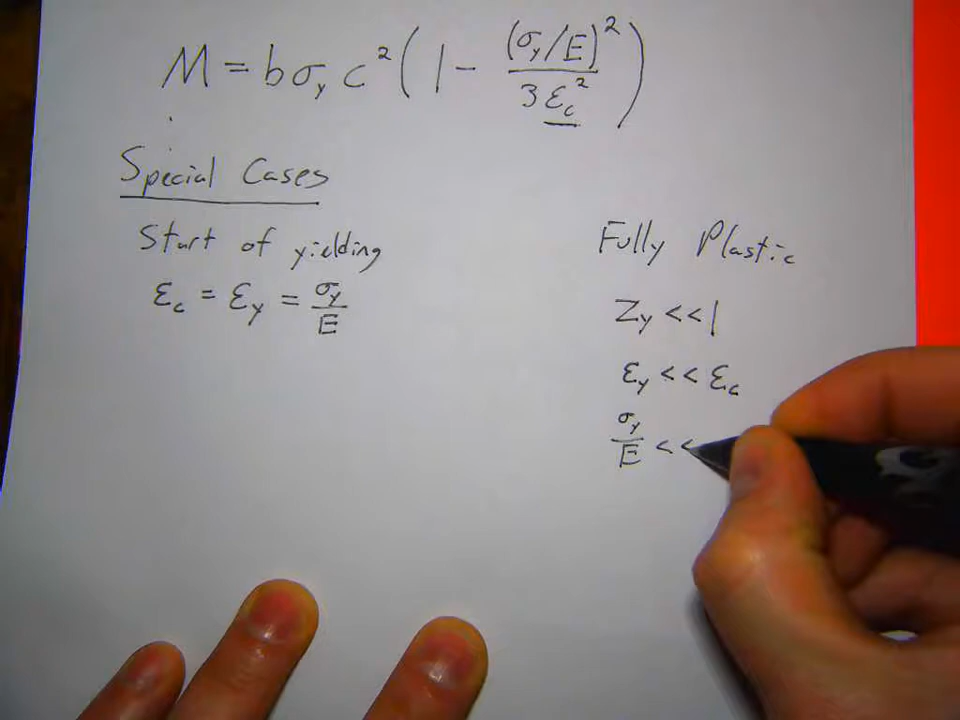 M = bσ_y c² (1 - (σ_y/E)² / 3ε_c²)
Special Cases
Start of yielding
ε_c = ε_y = σ_y/E
Fully Plastic
Z_y << 1
ε_y << ε_c
σ_y/E <<